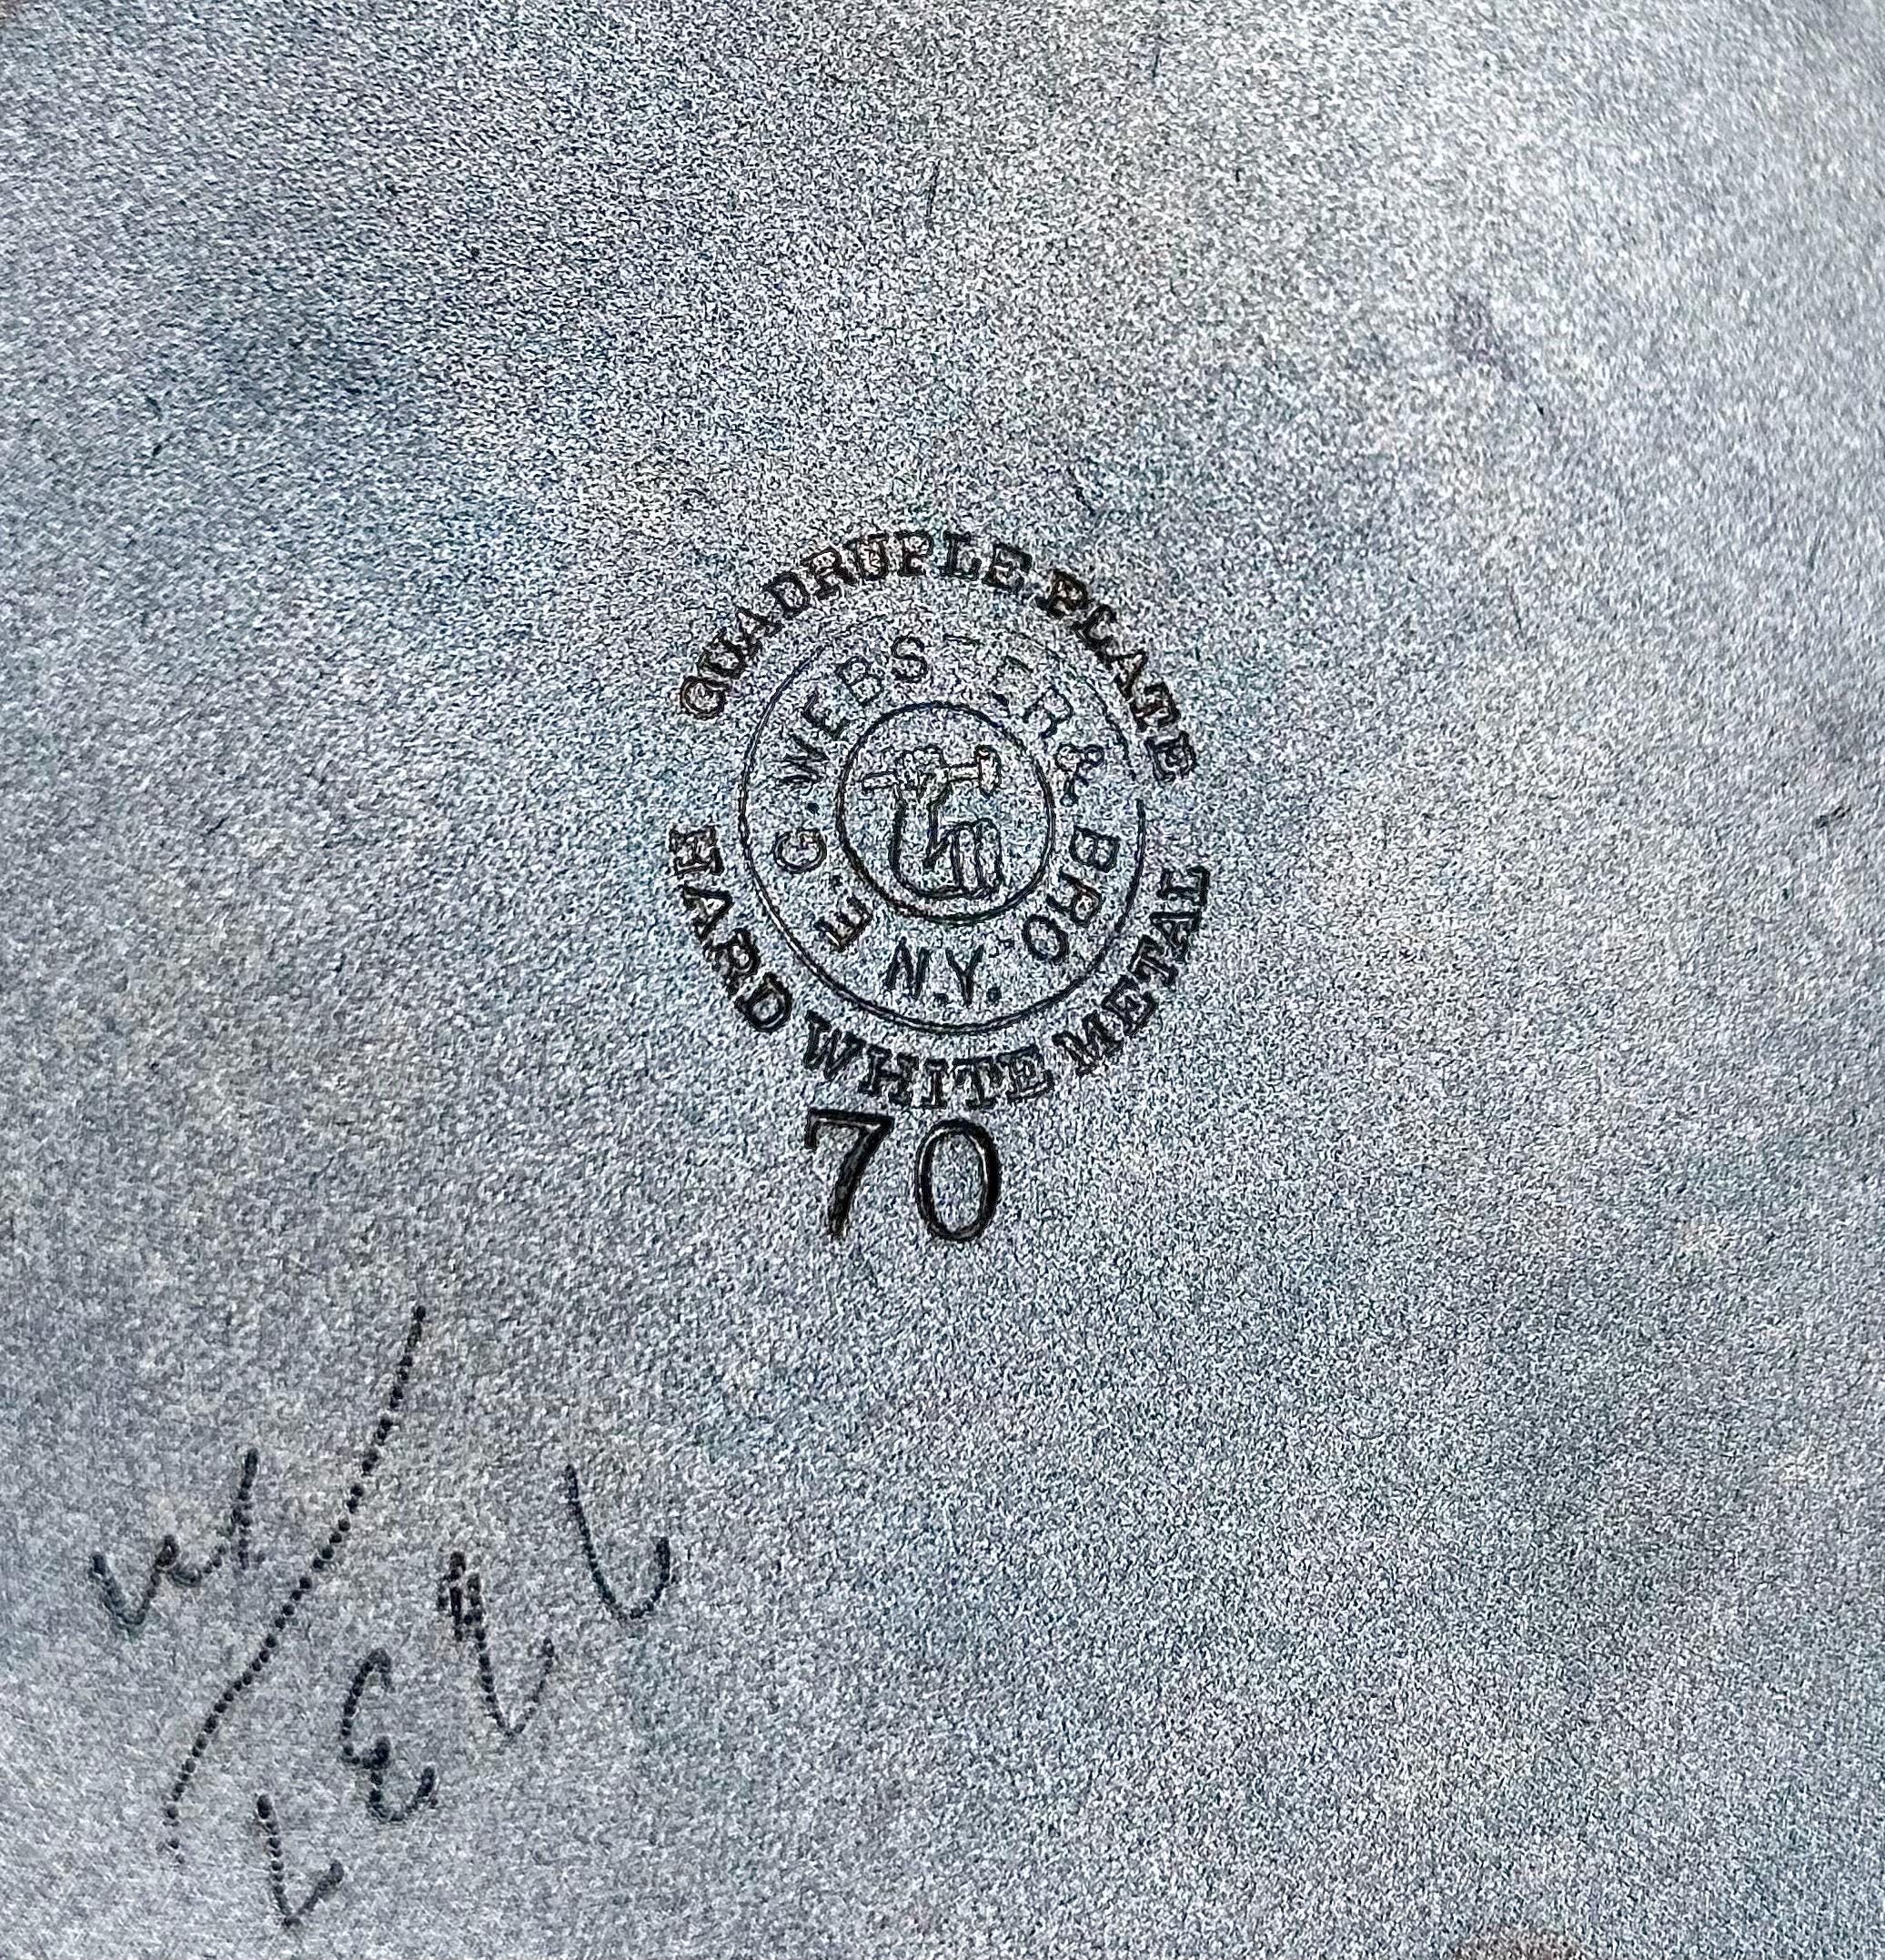 QUADRUPLE PLATE
E. G. WEBSTER & BRO
N.Y.
HARD WHITE METAL
70